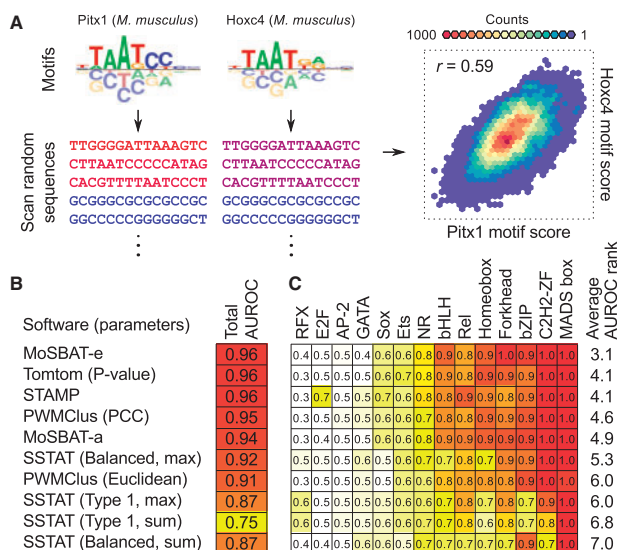 A
Pitx1 (M. musculus)
Hoxc4 (M. musculus)
Motifs
TAATCC
TAAT
Scan random sequences
TTGGGGATTAAAGTC
CTTAATCCCCCATAG
CACGTTTTAATCCCT
GCGGGCGCGCGCCGC
GGCCCCCGGGGGGCT
TTGGGGATTAAAGTC
CTTAATCCCCCATAG
CACGTTTTAATCCCT
GCGGGCGCGCGCCGC
GGCCCCCGGGGGGCT
Counts
1000 1
r = 0.59
Hoxc4 motif score
Pitx1 motif score
B
Software (parameters)
Total AUROC
MoSBAT-e 0.96
Tomtom (P-value) 0.96
STAMP 0.96
PWMClus (PCC) 0.95
MoSBAT-a 0.94
SSTAT (Balanced, max) 0.92
PWMClus (Euclidean) 0.91
SSTAT (Type 1, max) 0.87
SSTAT (Type 1, sum) 0.75
SSTAT (Balanced, sum) 0.87
C
RFX E2F AP-2 GATA Sox Ets NR bHLH Rel Homeobox Forkhead bZIP C2H2-ZF MADS box
Average AUROC rank
0.4 0.5 0.5 0.4 0.6 0.6 0.8 0.9 0.8 0.9 1.0 0.9 1.0 1.0 3.1
0.3 0.5 0.5 0.5 0.6 0.7 0.8 0.9 0.8 0.9 0.9 0.9 1.0 1.0 4.1
0.3 0.7 0.5 0.5 0.7 0.6 0.8 0.8 0.9 0.8 0.9 0.9 1.0 1.0 4.1
0.3 0.5 0.5 0.5 0.6 0.6 0.7 0.9 0.8 0.9 0.9 0.9 1.0 1.0 4.6
0.3 0.4 0.5 0.5 0.6 0.6 0.7 0.9 0.9 0.9 0.9 0.9 1.0 1.0 4.9
0.5 0.5 0.5 0.6 0.5 0.6 0.7 0.7 0.8 0.7 0.9 0.9 1.0 1.0 5.3
0.3 0.5 0.5 0.5 0.6 0.6 0.7 0.8 0.8 0.9 0.8 0.9 1.0 1.0 6.0
0.6 0.5 0.5 0.6 0.6 0.6 0.8 0.7 0.8 0.7 0.8 0.7 0.9 1.0 6.0
0.6 0.5 0.5 0.6 0.6 0.6 0.8 0.7 0.8 0.6 0.8 0.7 0.8 1.0 6.8
0.4 0.4 0.5 0.6 0.6 0.5 0.7 0.7 0.7 0.7 0.7 0.9 0.7 1.0 7.0